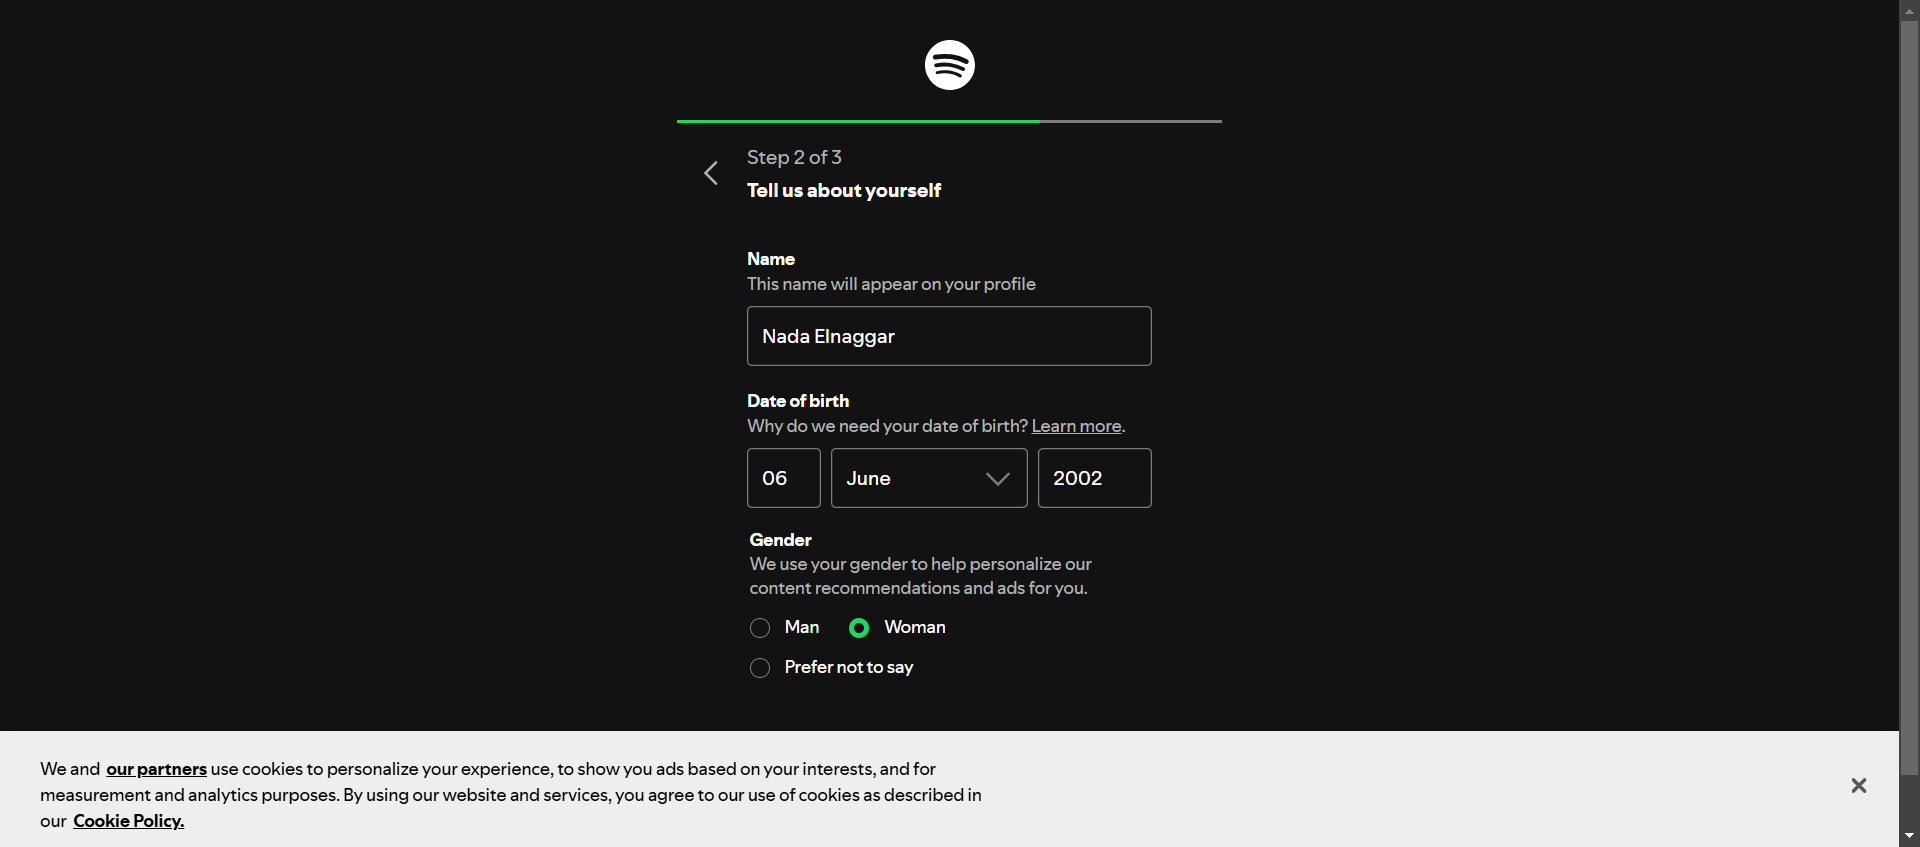 Step 2 of 3
Tell us about yourself
Name
This name will appear on your profile
Nada Elnaggar
Date of birth
Why do we need your date of birth? Learn more.
06 June 2002
Gender
We use your gender to help personalize our
content recommendations and ads for you.
Man Woman
Prefer not to say
We and our partners use cookies to personalize your experience, to show you ads based on your interests, and for
measurement and analytics purposes. By using our website and services, you agree to our use of cookies as described in
our Cookie Policy.